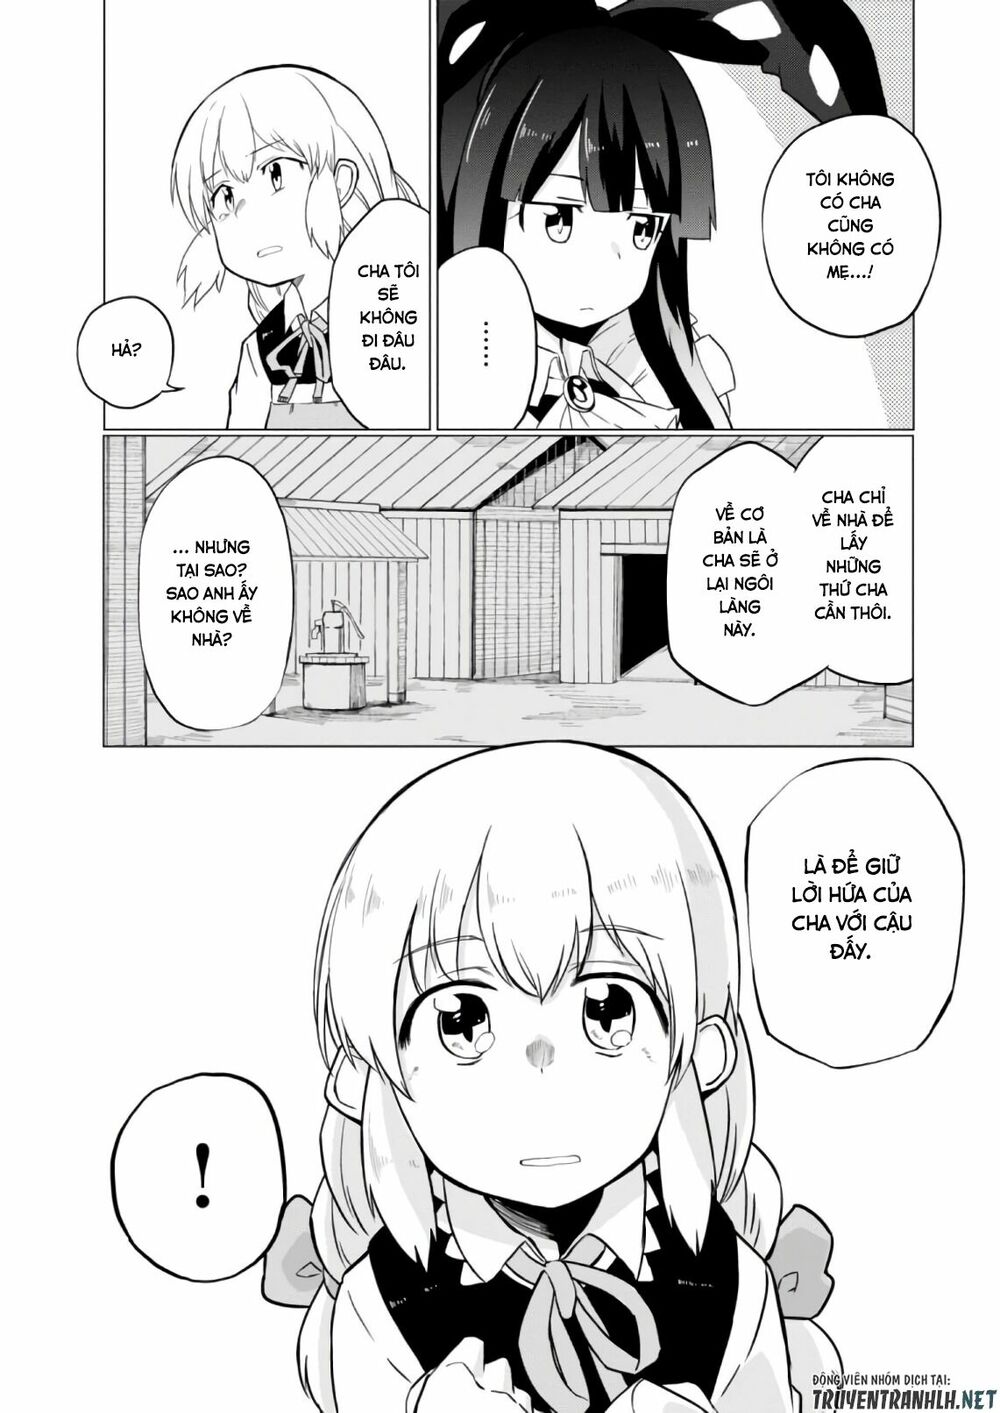 TÔI KHÔNG
CÓ CHA
CŨNG
KHÔNG CÓ
MẸ...!
......
CHA TÔI
SẼ
KHÔNG
ĐI ĐÂU
ĐÂU.
HẢ?
CHA CHỈ
VỀ NHÀ ĐỂ
LẤY
NHỮNG
THỨ CHA
CẦN THÔI.
VỀ CƠ
BẢN LÀ
CHA SẼ Ở
LẠI NGÔI
LÀNG
NÀY.
... NHƯNG
TẠI SAO?
SAO ANH ẤY
KHÔNG VỀ
NHÀ?
LÀ ĐỂ GIỮ
LỜI HỨA CỦA
CHA VỚI CẬU
ĐẤY.
!
ĐỘNG VIÊN NHÓM DỊCH TẠI:
TRUYENTRANHLH.NET